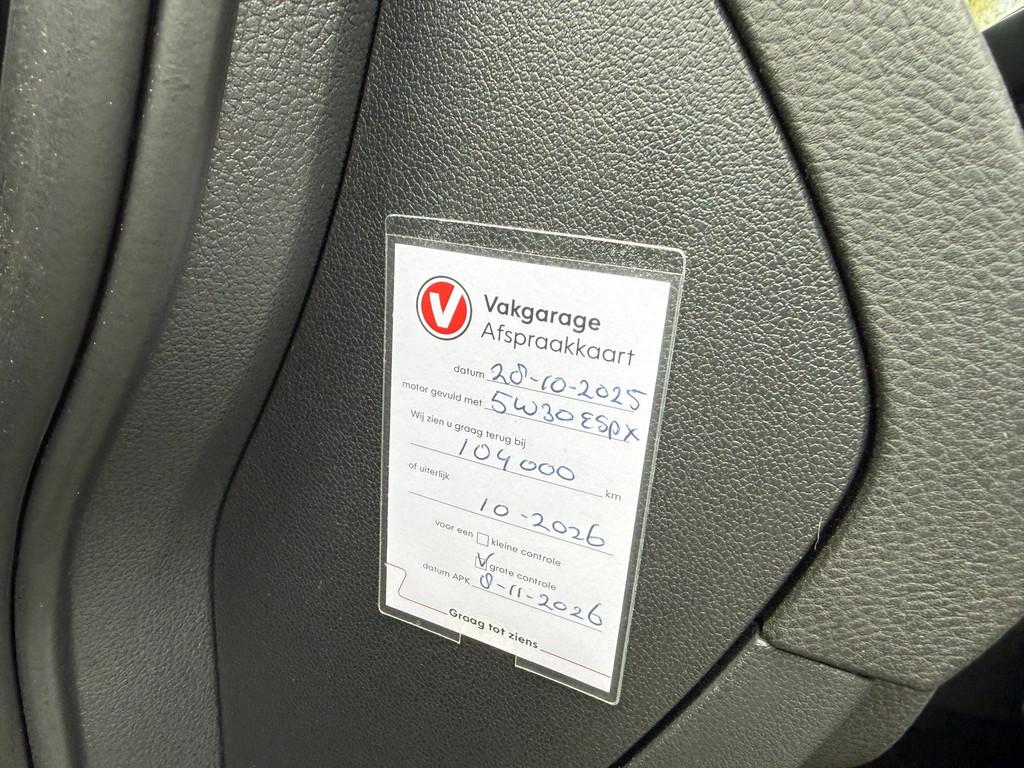 V
Vakgarage
Afspraakkaart
datum 28-10-2025
motor gevuld met 5W30 ESPX
Wij zien u graag terug bij
104000 km
of uiterlijk
10-2026
voor een kleine controle
V grote controle
datum APK 8-11-2026
Graag tot ziens